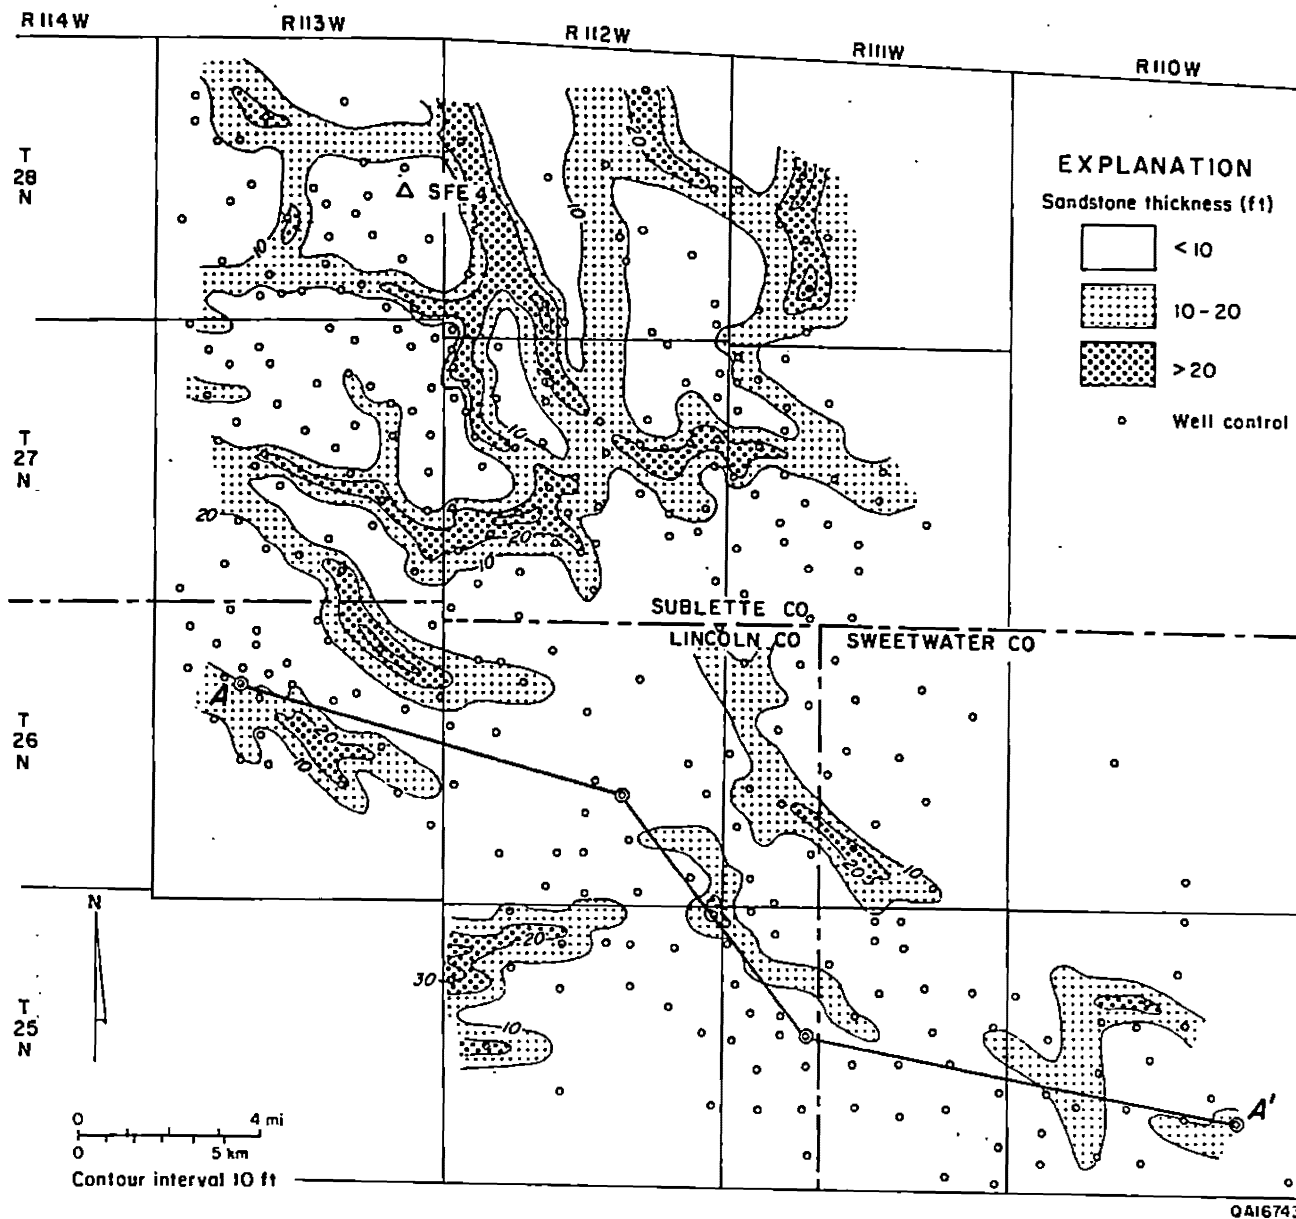 R114W
R113W
R112W
R111W
R110W
T
28
N
SFE 4
20
10
10
EXPLANATION
Sandstone thickness (ft)
< 10
10 - 20
> 20
Well control
T
27
N
10
20
20
10
SUBLETTE CO
LINCOLN CO
SWEETWATER CO
A
T
26
N
20
10
20
10
N
20
30
T
25
N
10
A'
0 4 mi
0 5 km
Contour interval 10 ft
QA16743